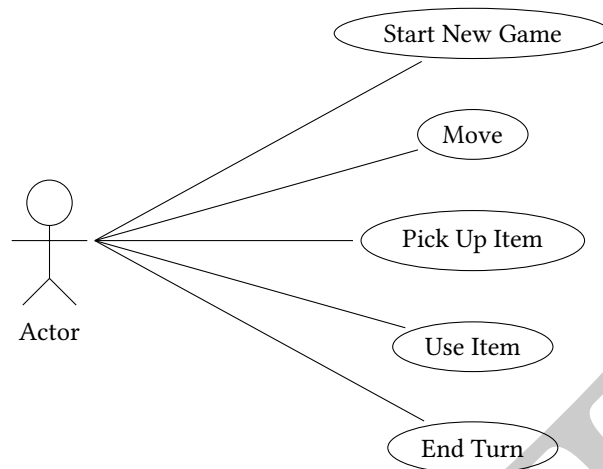 Start New Game
Move
Pick Up Item
Actor
Use Item
End Turn